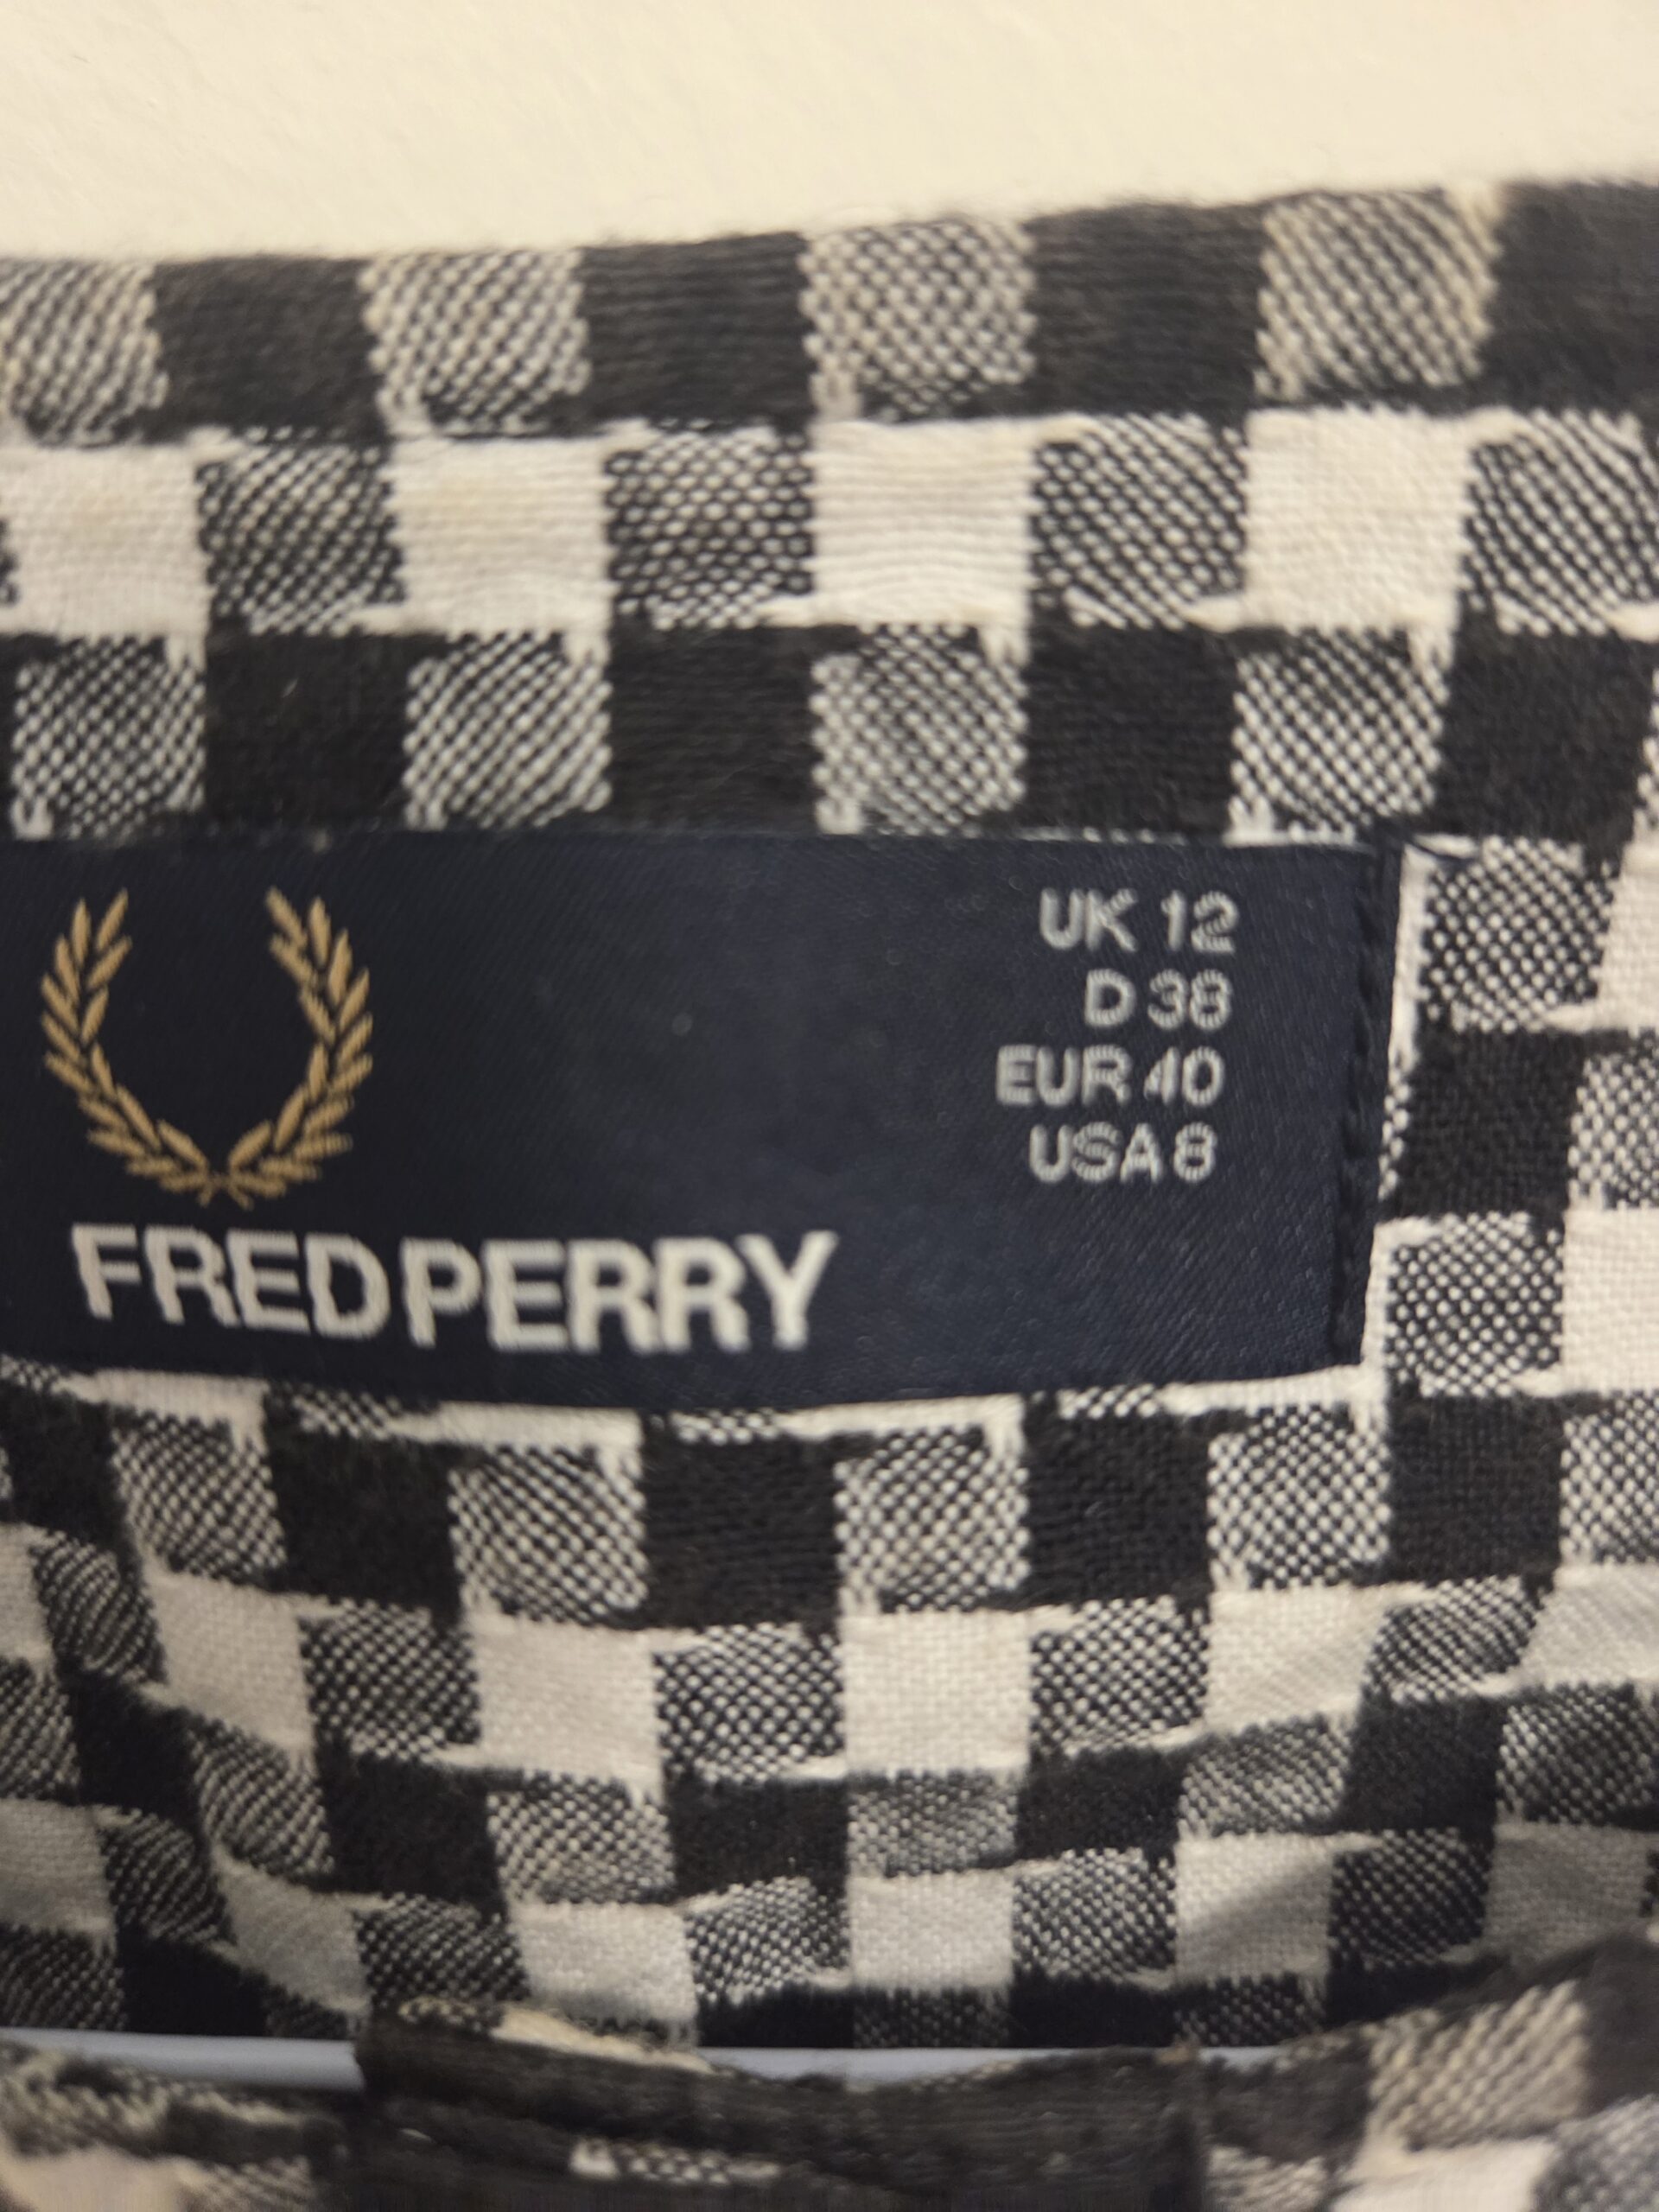 UK 12
D 38
EUR 40
USA 8
FRED PERRY